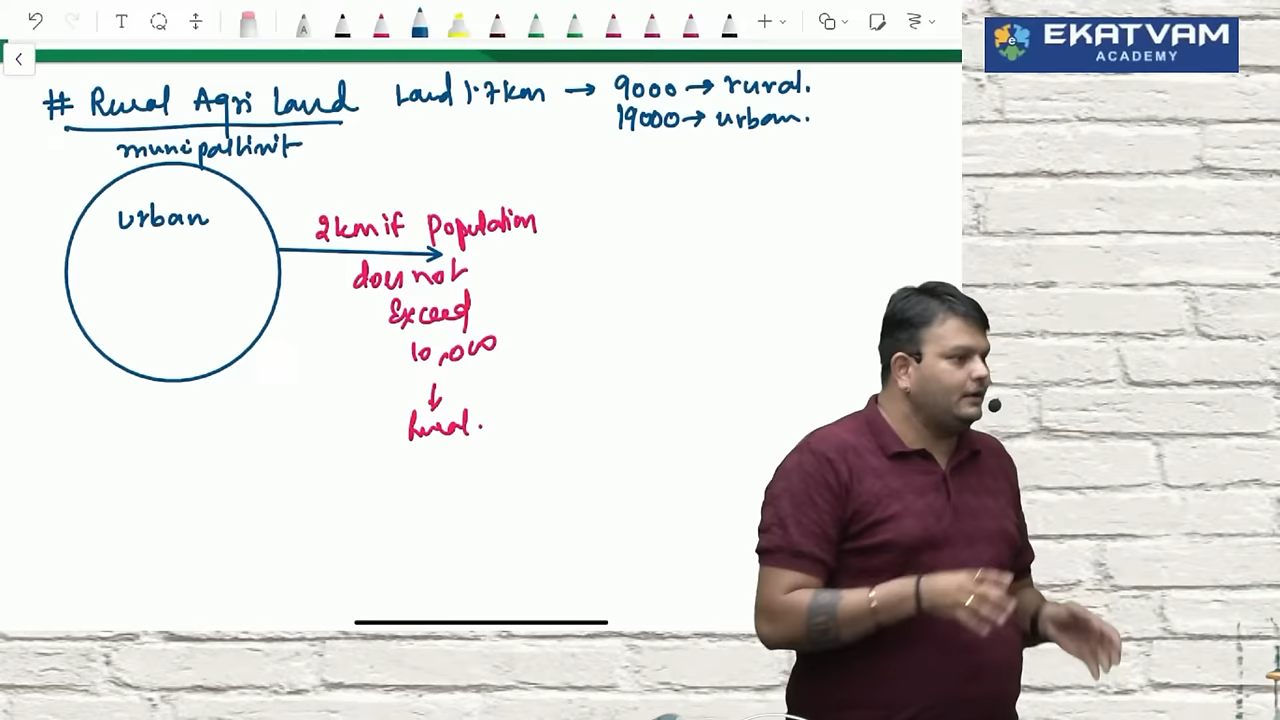 EKATVAM
ACADEMY
# Rural Agri Land
Land 1.7km → 9000 → rural.
19000 → urban.
municipal limit
urban
2km if Population
does not
Exceed
10,000
↓
Rural.